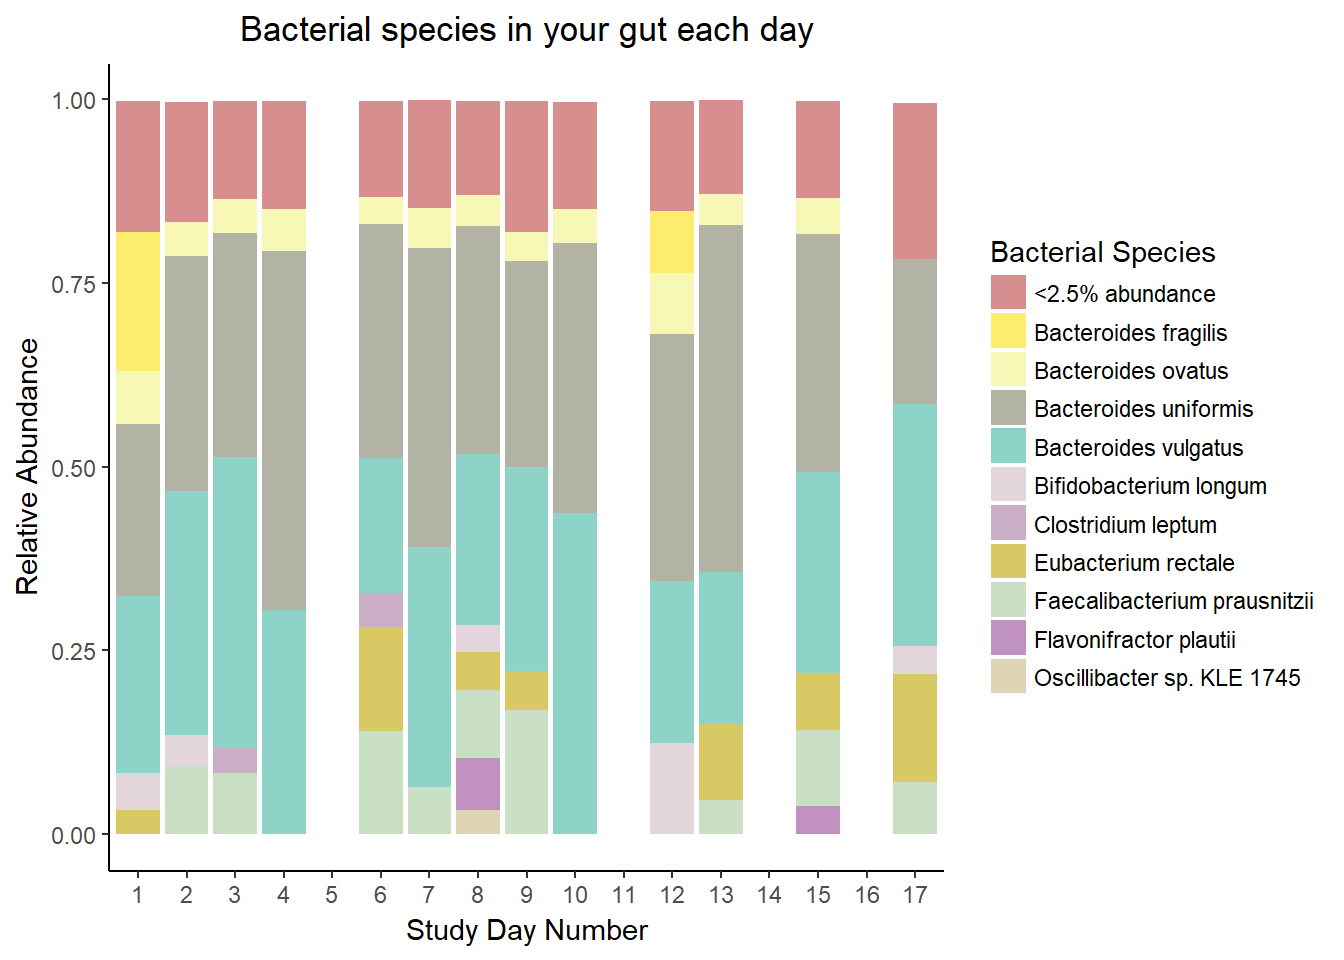 Bacterial species in your gut each day
1.00
0.75
0.50
0.25
0.00
Relative Abundance
1 2 3 4 5 6 7 8 9 10 11 12 13 14 15 16 17
Study Day Number
Bacterial Species
<2.5% abundance
Bacteroides fragilis
Bacteroides ovatus
Bacteroides uniformis
Bacteroides vulgatus
Bifidobacterium longum
Clostridium leptum
Eubacterium rectale
Faecalibacterium prausnitzii
Flavonifractor plautii
Oscillibacter sp. KLE 1745